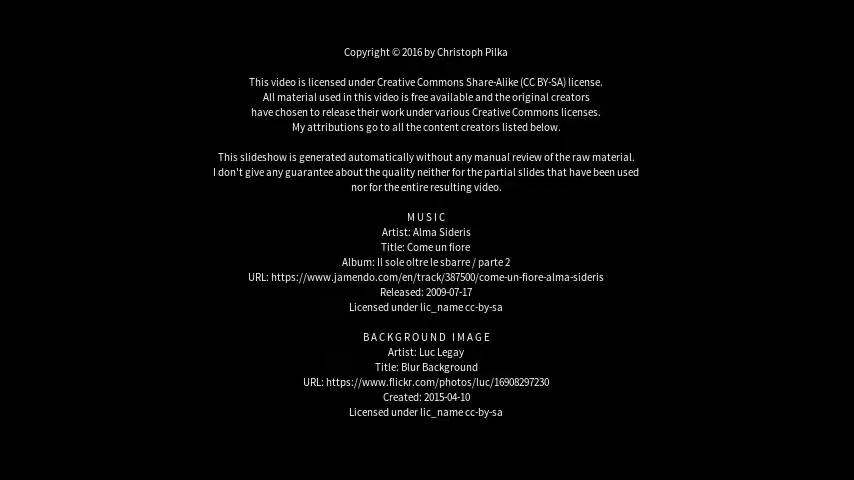 Copyright © 2016 by Christoph Pilka
This video is licensed under Creative Commons Share-Alike (CC BY-SA) license.
All material used in this video is free available and the original creators
have chosen to release their work under various Creative Commons licenses.
My attributions go to all the content creators listed below.
This slideshow is generated automatically without any manual review of the raw material.
I don't give any guarantee about the quality neither for the partial slides that have been used
nor for the entire resulting video.
MUSIC
Artist: Alma Sideris
Title: Come un fiore
Album: Il sole oltre le sbarre / parte 2
URL: https://www.jamendo.com/en/track/387500/come-un-fiore-alma-sideris
Released: 2009-07-17
Licensed under lic_name cc-by-sa
BACKGROUND IMAGE
Artist: Luc Legay
Title: Blur Background
URL: https://www.flickr.com/photos/luc/16908297230
Created: 2015-04-10
Licensed under lic_name cc-by-sa